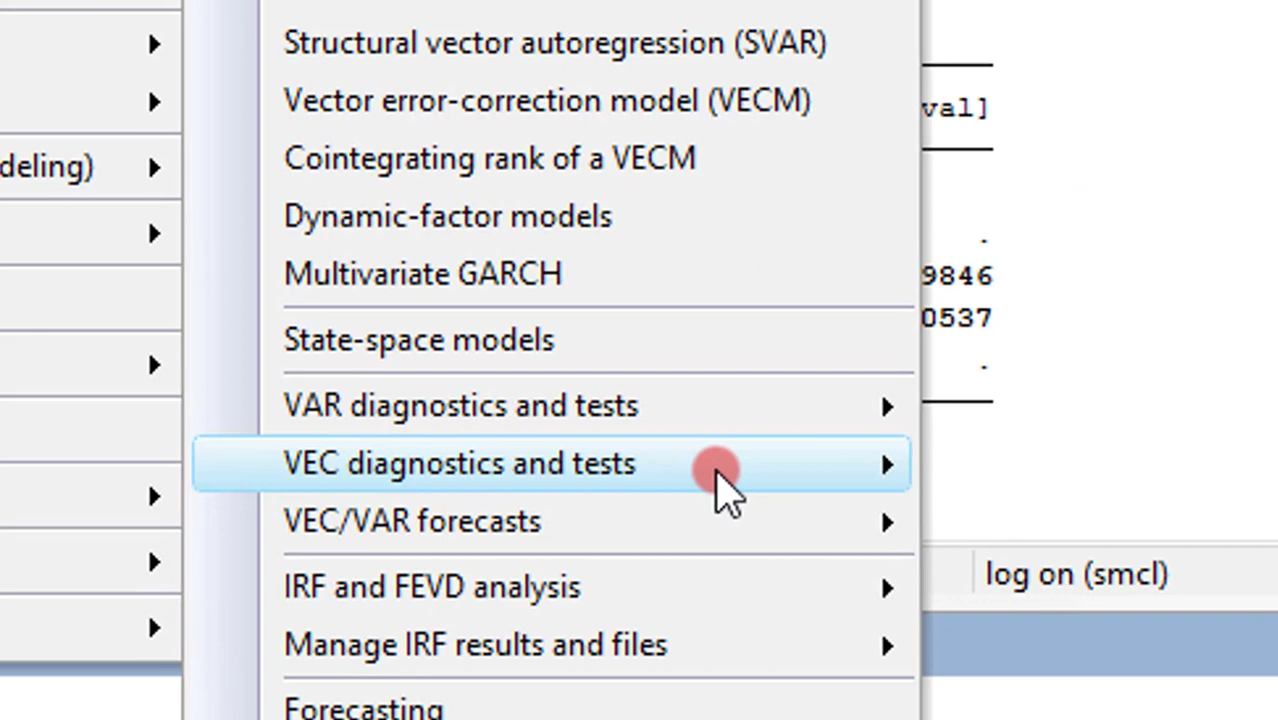 Structural vector autoregression (SVAR)
val]
Vector error-correction model (VECM)
deling)
Cointegrating rank of a VECM
Dynamic-factor models
.
Multivariate GARCH
9846
0537
State-space models
.
VAR diagnostics and tests
VEC diagnostics and tests
VEC/VAR forecasts
log on (smcl)
IRF and FEVD analysis
Manage IRF results and files
Forecasting